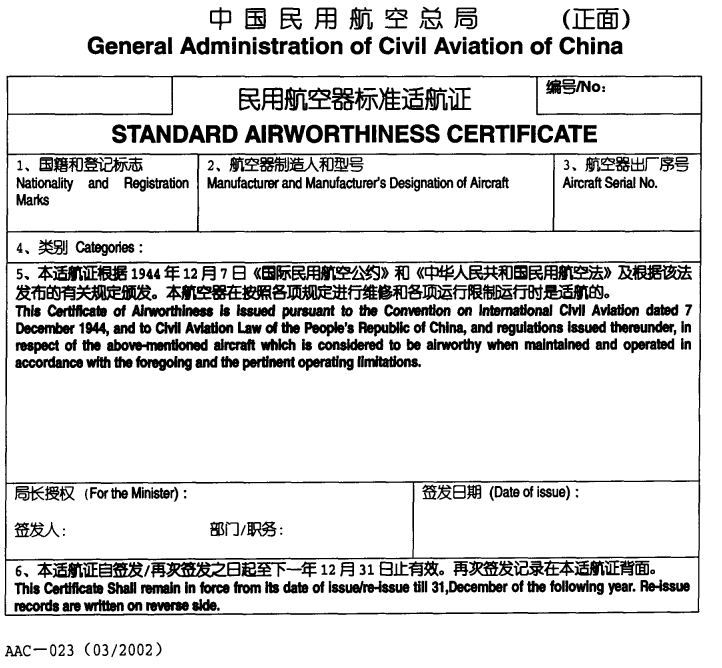 中国民用航空总局 (正面)
General Administration of Civil Aviation of China
民用航空器标准适航证
编号/No:
STANDARD AIRWORTHINESS CERTIFICATE
1、国籍和登记标志
Nationality and Registration
Marks
2、航空器制造人和型号
Manufacturer and Manufacturer's Designation of Aircraft
3、航空器出厂序号
Aircraft Serial No.
4、类别 Categories:
5、本适航证根据1944年12月7日《国际民用航空公约》和《中华人民共和国民用航空法》及根据该法
发布的有关规定颁发。本航空器在按照各项规定进行维修和各项运行限制运行时是适航的。
This Certificate of Airworthiness is issued pursuant to the Convention on International Civil Aviation dated 7
December 1944, and to Civil Aviation Law of the People's Republic of China, and regulations issued thereunder, in
respect of the above-mentioned aircraft which is considered to be airworthy when maintained and operated in
accordance with the foregoing and the pertinent operating limitations.
局长授权 (For the Minister):
签发人:
部门/职务:
签发日期 (Date of issue):
6、本适航证自签发/再次签发之日起至下一年12月31日止有效。再次签发记录在本适航证背面。
This Certificate Shall remain in force from its date of issue/re-issue till 31,December of the following year. Re-issue
records are written on reverse side.
AAC-023 (03/2002)